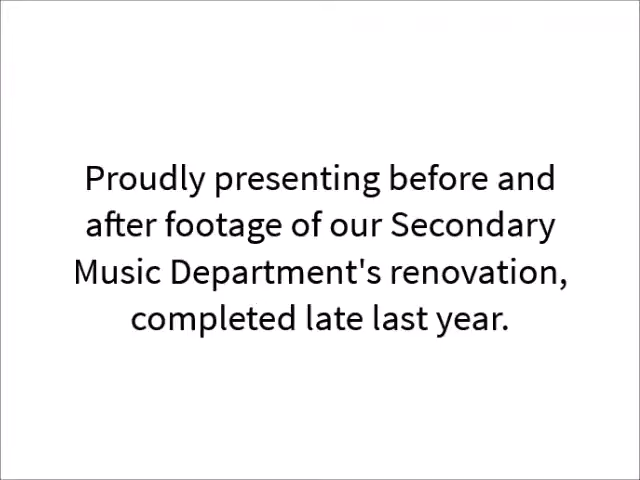 Proudly presenting before and
after footage of our Secondary
Music Department's renovation,
completed late last year.